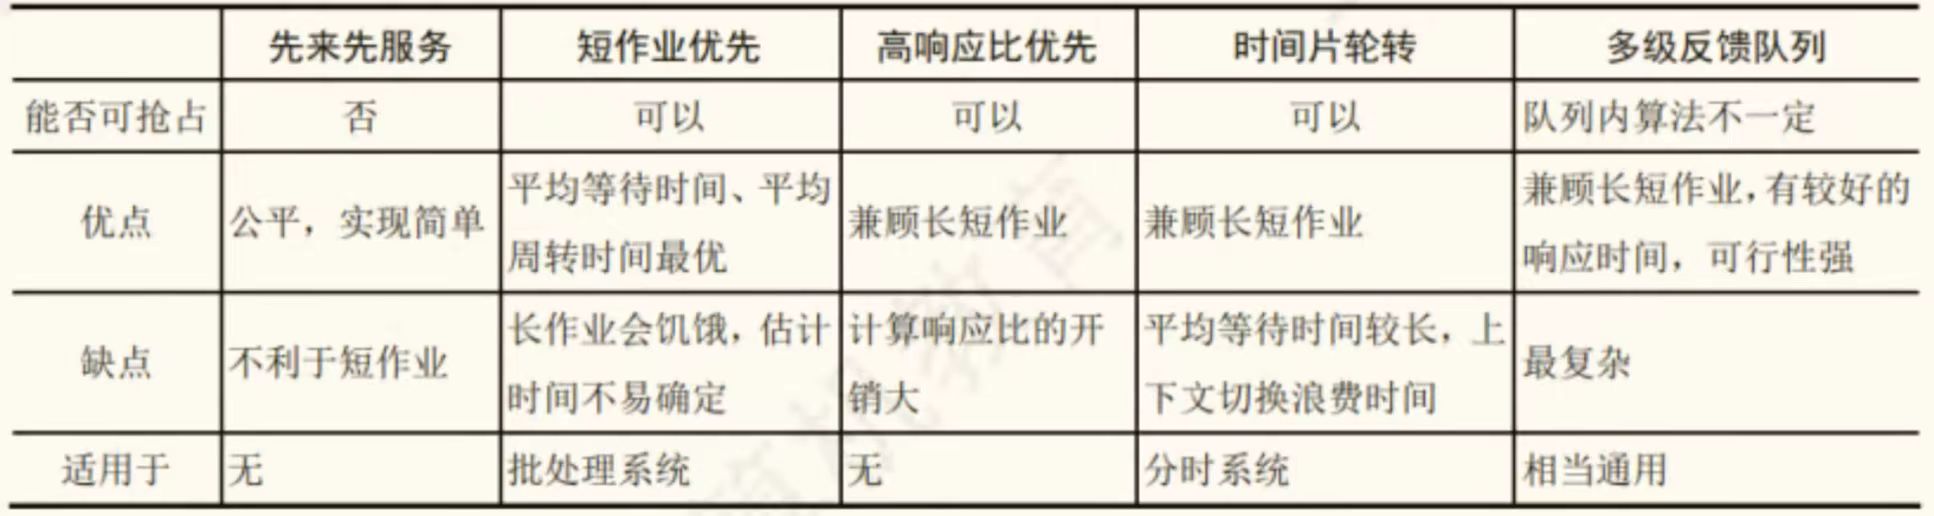 先来先服务 短作业优先 高响应比优先 时间片轮转 多级反馈队列
能否可抢占 否 可以 可以 可以 队列内算法不一定
优点 公平，实现简单 平均等待时间、平均周转时间最优 兼顾长短作业 兼顾长短作业 兼顾长短作业，有较好的响应时间，可行性强
缺点 不利于短作业 长作业会饥饿，估计时间不易确定 计算响应比的开销大 平均等待时间较长，上下文切换浪费时间 最复杂
适用于 无 批处理系统 无 分时系统 相当通用